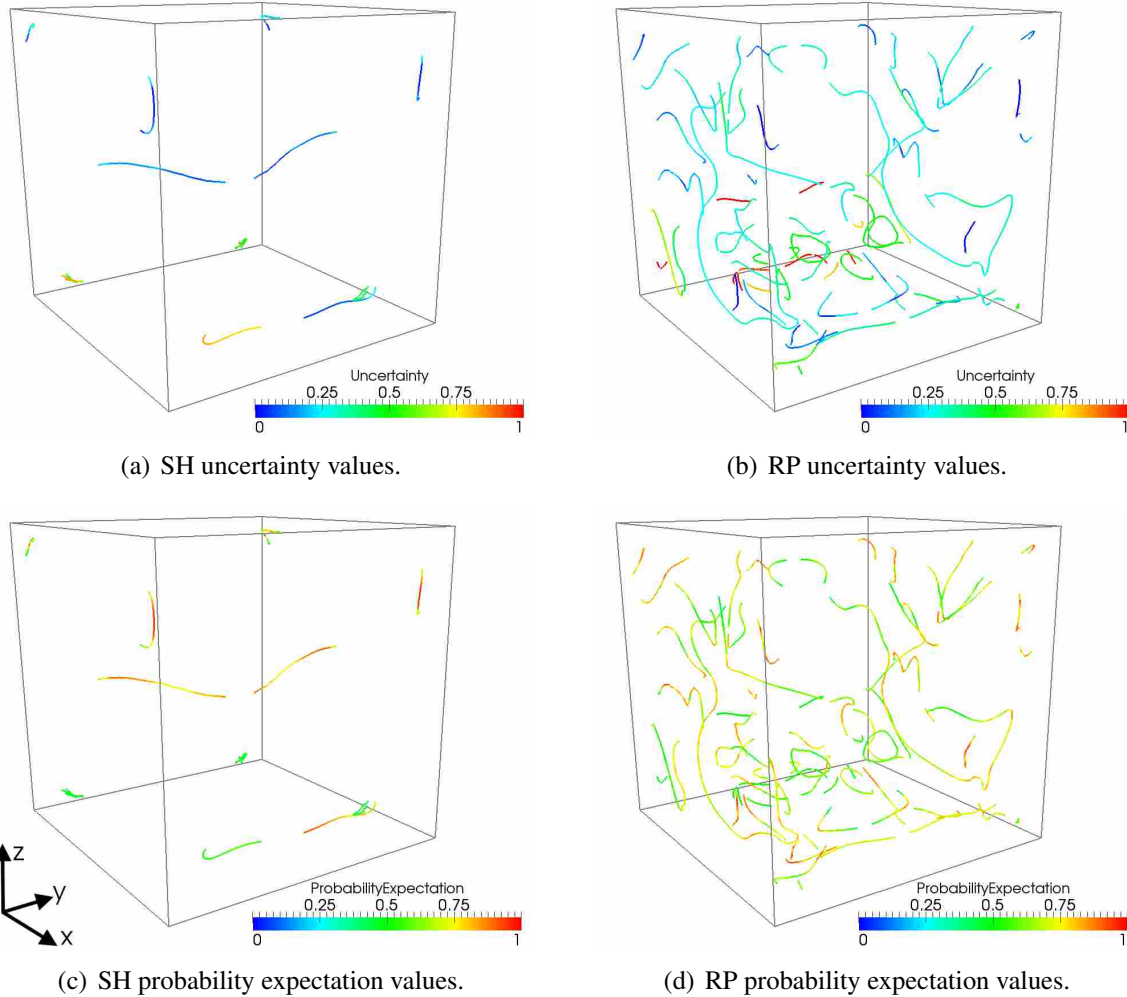 Uncertainty
0.25 0.5 0.75
0 1
Uncertainty
0.25 0.5 0.75
0 1
(a) SH uncertainty values.
(b) RP uncertainty values.
z
y
x
ProbabilityExpectation
0.25 0.5 0.75
0 1
ProbabilityExpectation
0.25 0.5 0.75
0 1
(c) SH probability expectation values.
(d) RP probability expectation values.